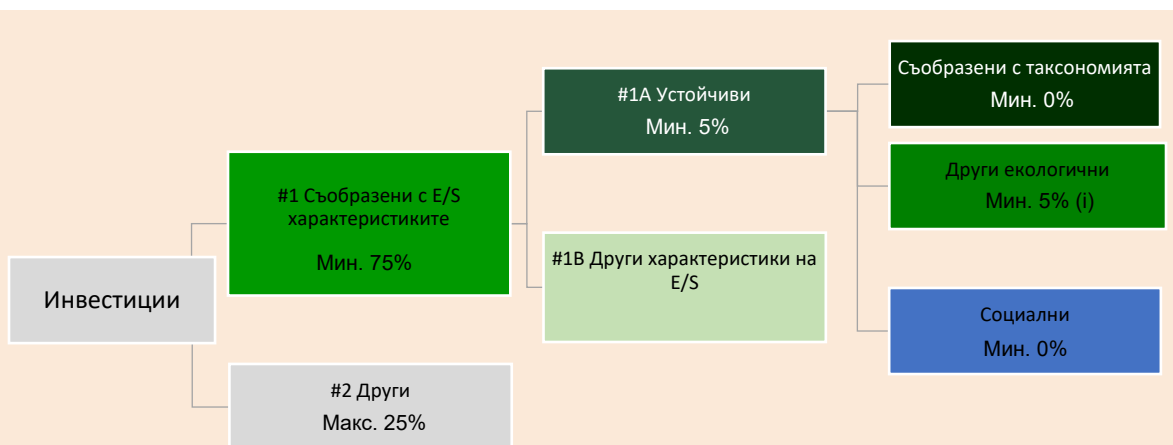 Инвестиции
#1 Съобразени с E/S
характеристиките
Мин. 75%
#2 Други
Макс. 25%
#1A Устойчиви
Мин. 5%
#1B Други характеристики на
E/S
Съобразени с таксономията
Мин. 0%
Други екологични
Мин. 5% (i)
Социални
Мин. 0%